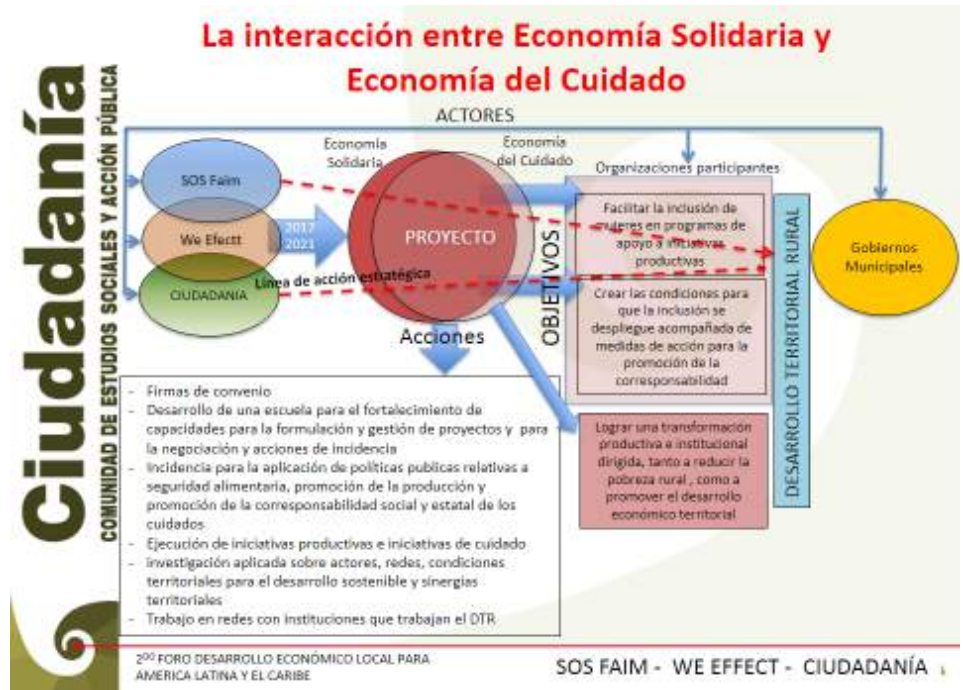 La interacción entre Economía Solidaria y
Economía del Cuidado
Ciudadanía
COMUNIDAD DE ESTUDIOS SOCIALES Y ACCIÓN PÚBLICA
ACTORES
Economía
Solidaria
Economía
del Cuidado
Organizaciones participantes
SOS Faim
We Efectt
CIUDADANIA
2017
2021
PROYECTO
Línea de acción estratégica
OBJETIVOS
Facilitar la inclusión de
mujeres en programas de
apoyo a iniciativas
productivas
Crear las condiciones para
que la inclusión se
despliegue acompañada de
medidas de acción para la
promoción de la
corresponsabilidad
Lograr una transformación
productiva e institucional
dirigida, tanto a reducir la
pobreza rural , como a
promover el desarrollo
económico territorial
DESARROLLO TERRITORIAL RURAL
Gobiernos
Municipales
Acciones
- Firmas de convenio
- Desarrollo de una escuela para el fortalecimiento de
capacidades para la formulación y gestión de proyectos y para
la negociación y acciones de incidencia
- Incidencia para la aplicación de políticas publicas relativas a
seguridad alimentaria, promoción de la producción y
promoción de la corresponsabilidad social y estatal de los
cuidados
- Ejecución de iniciativas productivas e iniciativas de cuidado
- investigación aplicada sobre actores, redes, condiciones
territoriales para el desarrollo sostenible y sinergias
territoriales
- Trabajo en redes con instituciones que trabajan el DTR
2DO FORO DESARROLLO ECONÓMICO LOCAL PARA
AMERICA LATINA Y EL CARIBE
SOS FAIM - WE EFFECT - CIUDADANÍA